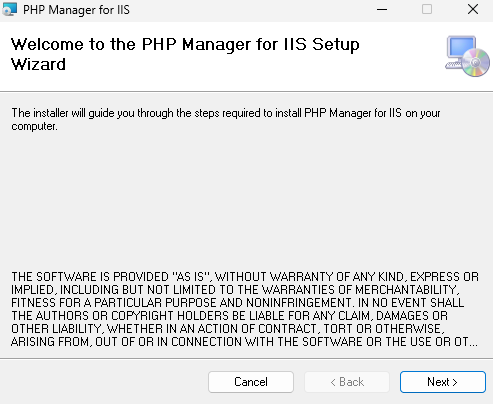 PHP Manager for IIS
Welcome to the PHP Manager for IIS Setup
Wizard
The installer will guide you through the steps required to install PHP Manager for IIS on your
computer.
THE SOFTWARE IS PROVIDED "AS IS", WITHOUT WARRANTY OF ANY KIND, EXPRESS OR
IMPLIED, INCLUDING BUT NOT LIMITED TO THE WARRANTIES OF MERCHANTABILITY,
FITNESS FOR A PARTICULAR PURPOSE AND NONINFRINGEMENT. IN NO EVENT SHALL
THE AUTHORS OR COPYRIGHT HOLDERS BE LIABLE FOR ANY CLAIM, DAMAGES OR
OTHER LIABILITY, WHETHER IN AN ACTION OF CONTRACT, TORT OR OTHERWISE,
ARISING FROM, OUT OF OR IN CONNECTION WITH THE SOFTWARE OR THE USE OR OT...
Cancel < Back Next >